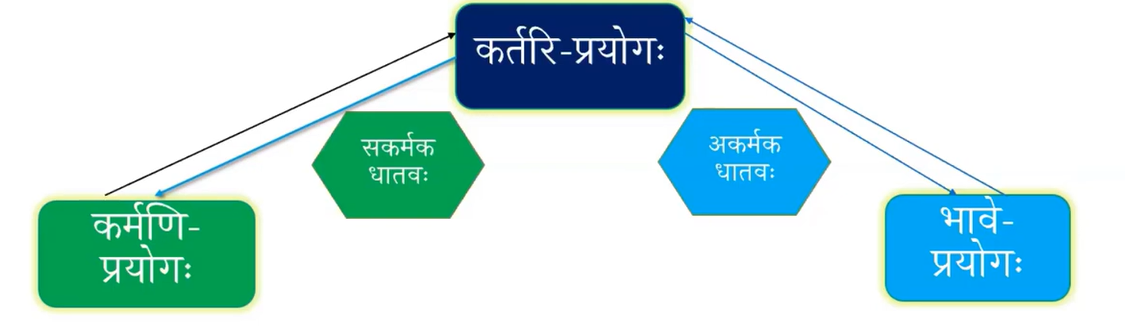 कर्तरि-प्रयोगः
सकर्मक
धातवः
अकर्मक
धातवः
कर्मणि-
प्रयोगः
भावे-
प्रयोगः